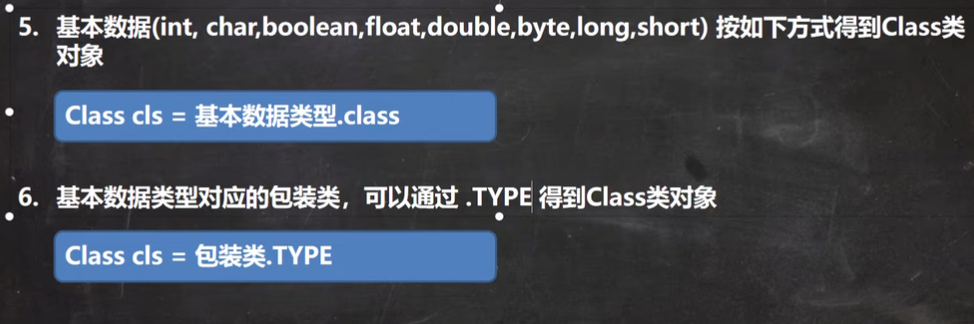 5. 基本数据(int, char,boolean,float,double,byte,long,short) 按如下方式得到Class类
对象
Class cls = 基本数据类型.class
6. 基本数据类型对应的包装类，可以通过 .TYPE 得到Class类对象
Class cls = 包装类.TYPE